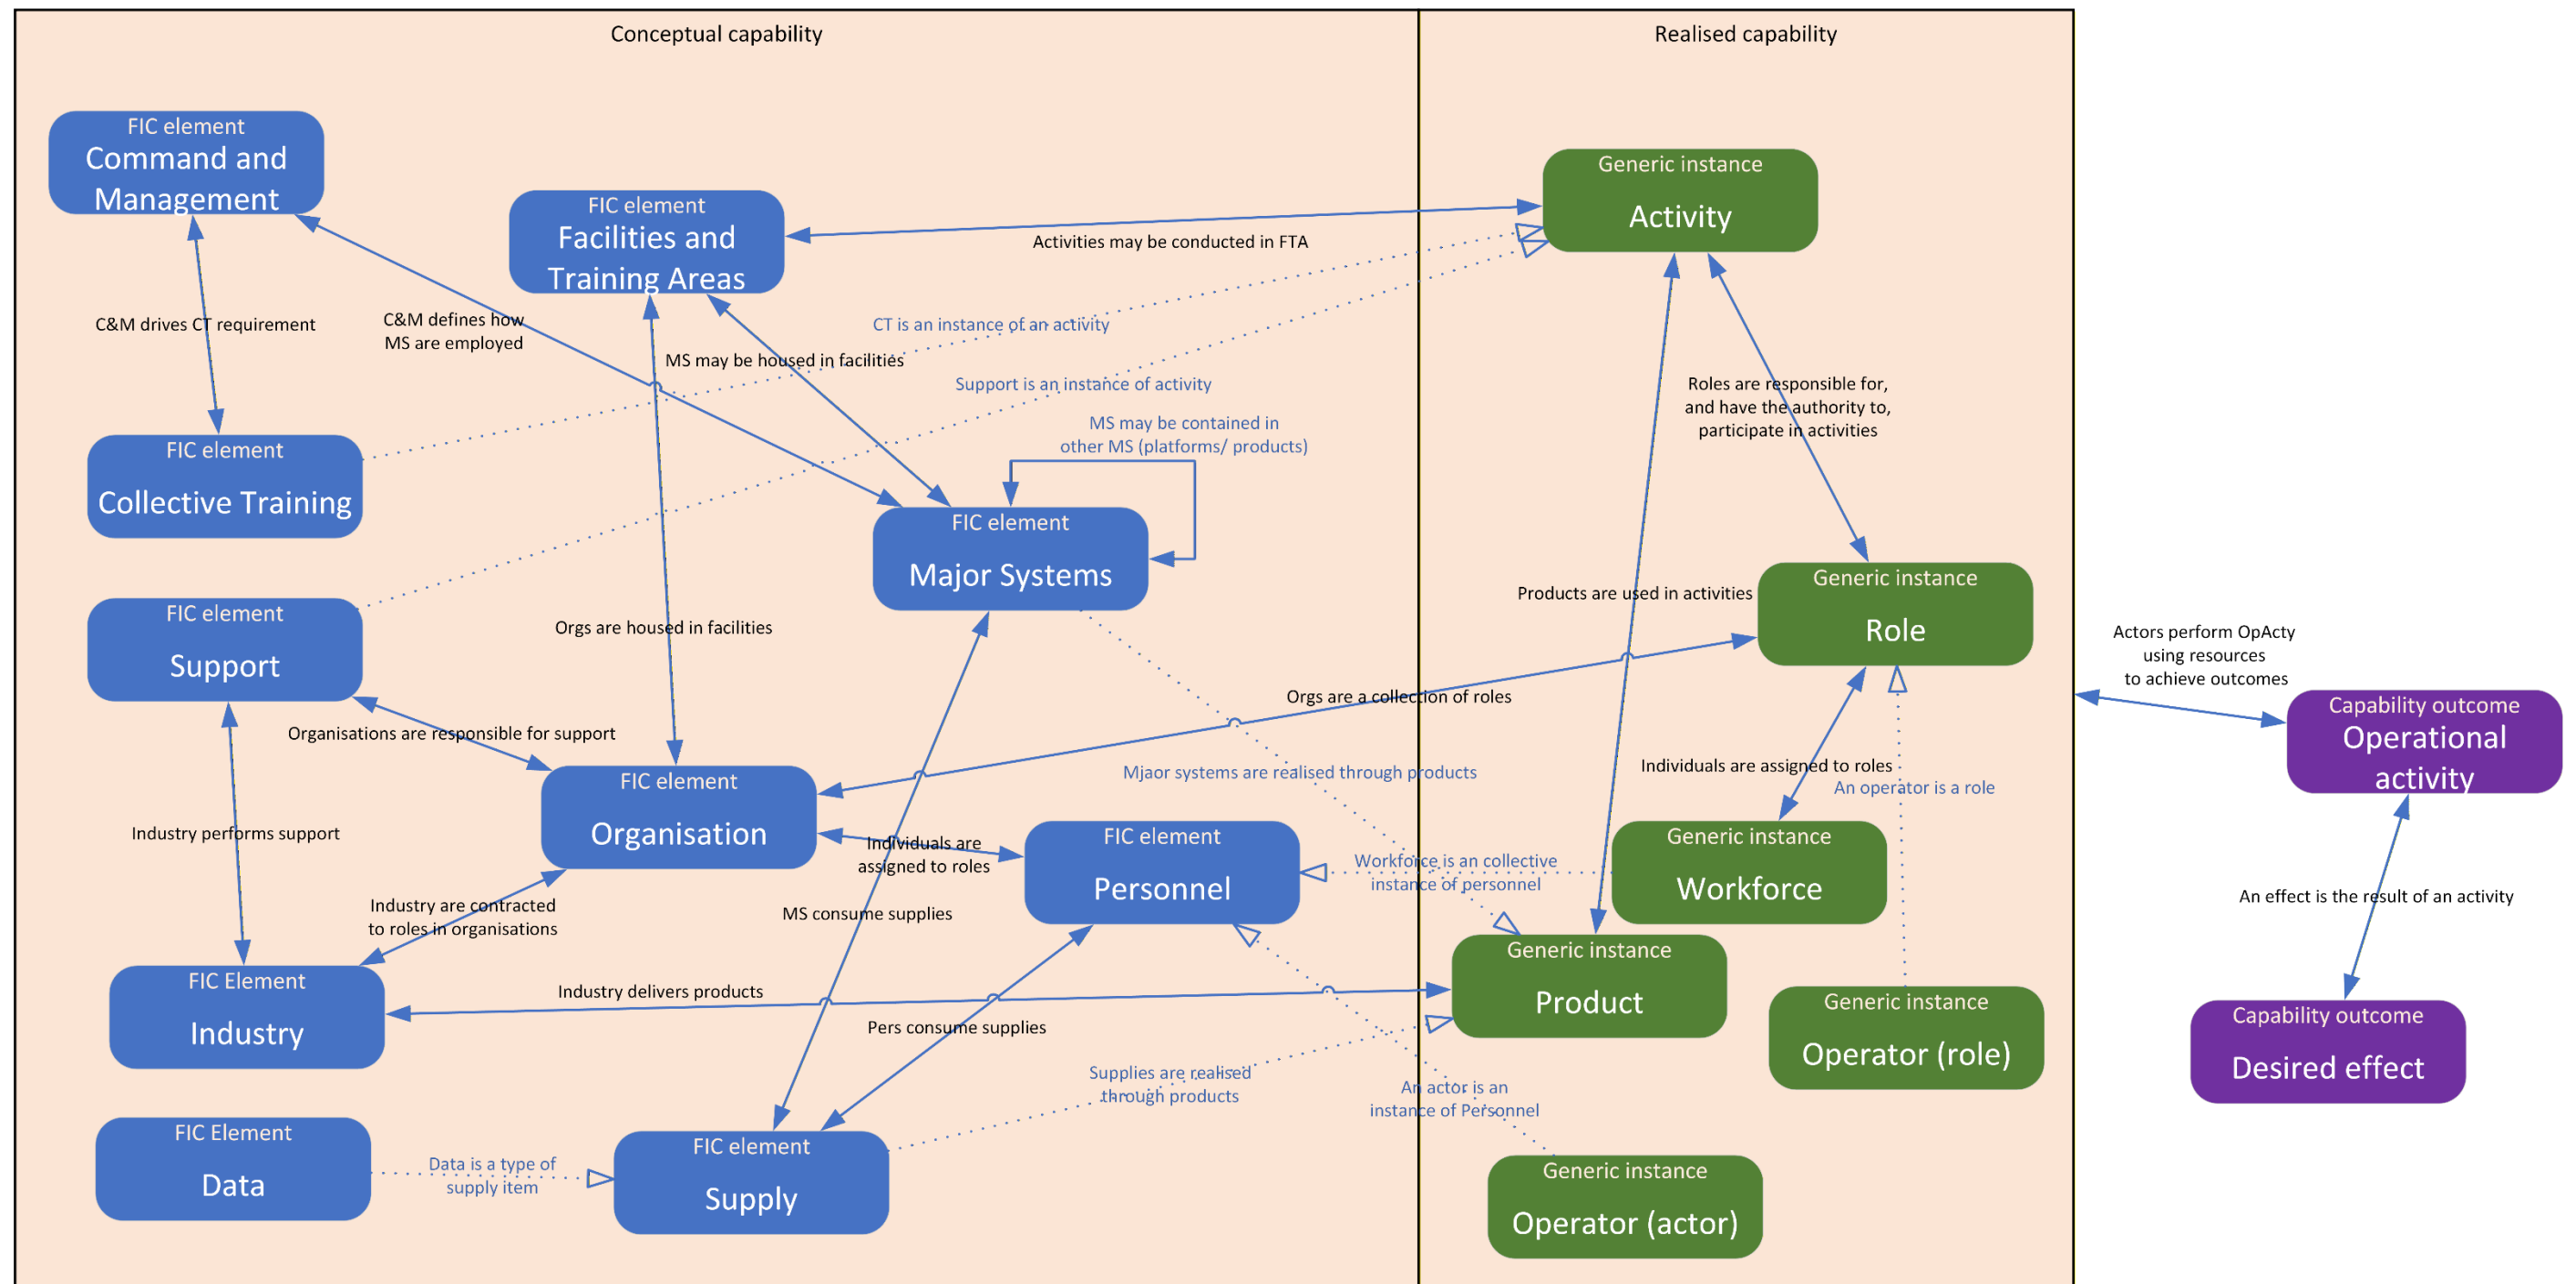 Conceptual capability
Realised capability
FIC element
Command and
Management
FIC element
Facilities and
Training Areas
Generic instance
Activity
Activities may be conducted in FTA
C&M drives CT requirement
C&M defines how
MS are employed
CT is an instance of an activity
MS may be housed in facilities
Support is an instance of activity
Roles are responsible for,
and have the authority to,
participate in activities
MS may be contained in
other MS (platforms/ products)
FIC element
Collective Training
FIC element
Major Systems
Generic instance
Role
Products are used in activities
FIC element
Support
Orgs are housed in facilities
Actors perform OpActy
using resources
to achieve outcomes
Orgs are a collection of roles
Capability outcome
Operational
activity
Organisations are responsible for support
FIC element
Organisation
Mjaor systems are realised through products
Individuals are assigned to roles
An operator is a role
Industry performs support
Individuals are
assigned to roles
FIC element
Personnel
Workforce is an collective
instance of personnel
Generic instance
Workforce
An effect is the result of an activity
Industry are contracted
to roles in organisations
MS consume supplies
Generic instance
Product
FIC Element
Industry
Industry delivers products
Pers consume supplies
Generic instance
Operator (role)
Capability outcome
Desired effect
Supplies are realised
through products
An actor is an
instance of Personnel
FIC Element
Data
Data is a type of
supply item
FIC element
Supply
Generic instance
Operator (actor)